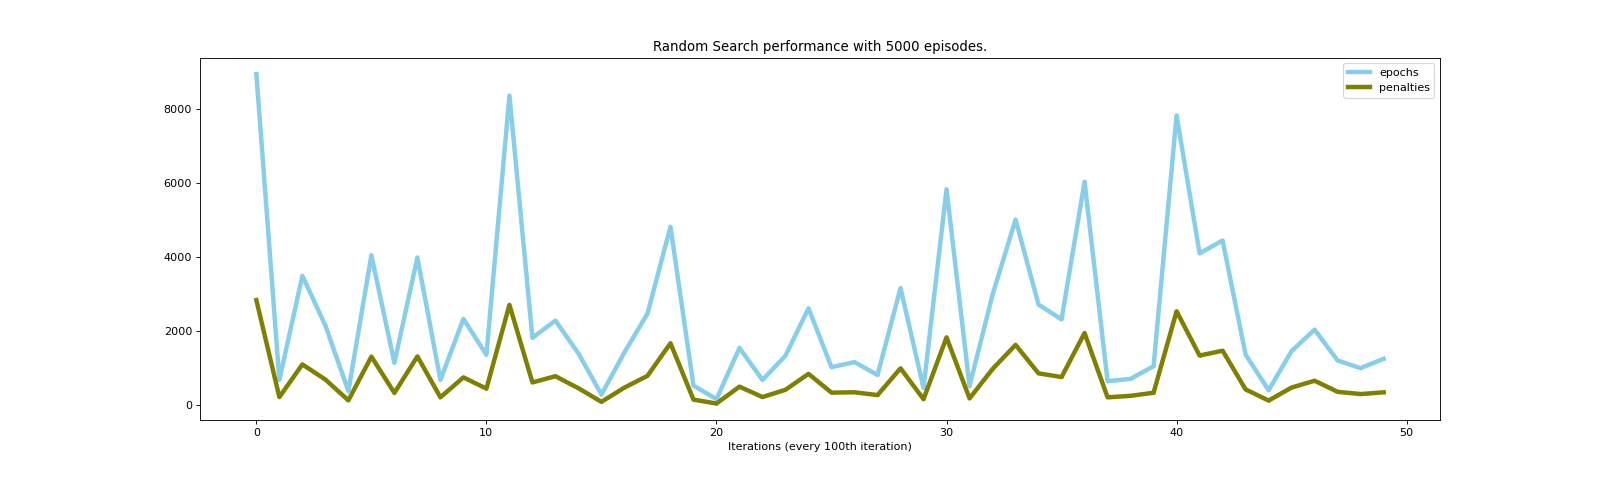 Random Search performance with 5000 episodes.
epochs
penalties
8000
6000
4000
2000
0
0 10 20 30 40 50
Iterations (every 100th iteration)